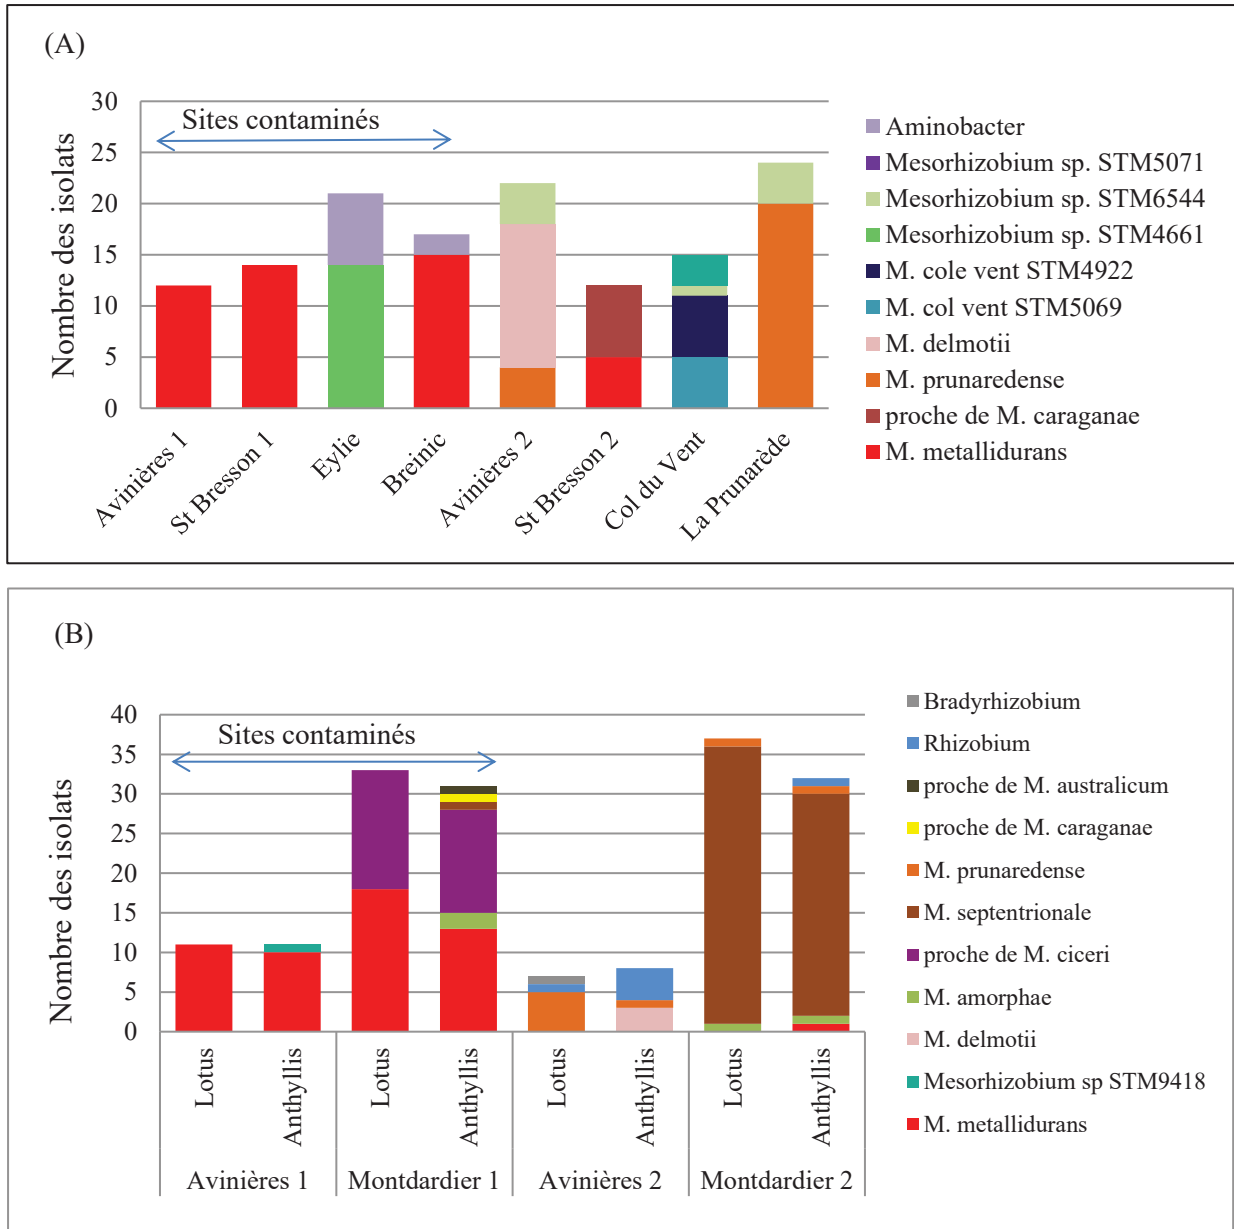 (A)
Sites contaminés
Nombre des isolats
30
25
20
15
10
5
0
Avinières 1
St Bresson 1
Eylie
Breinic
Avinières 2
St Bresson 2
Col du Vent
La Prunarède
Aminobacter
Mesorhizobium sp. STM5071
Mesorhizobium sp. STM6544
Mesorhizobium sp. STM4661
M. cole vent STM4922
M. col vent STM5069
M. delmotii
M. prunaredense
proche de M. caraganae
M. metallidurans
(B)
Sites contaminés
Nombre des isolats
40
35
30
25
20
15
10
5
0
Lotus
Anthyllis
Lotus
Anthyllis
Lotus
Anthyllis
Lotus
Anthyllis
Avinières 1
Montdardier 1
Avinières 2
Montdardier 2
Bradyrhizobium
Rhizobium
proche de M. australicum
proche de M. caraganae
M. prunaredense
M. septentrionale
proche de M. ciceri
M. amorphae
M. delmotii
Mesorhizobium sp STM9418
M. metallidurans